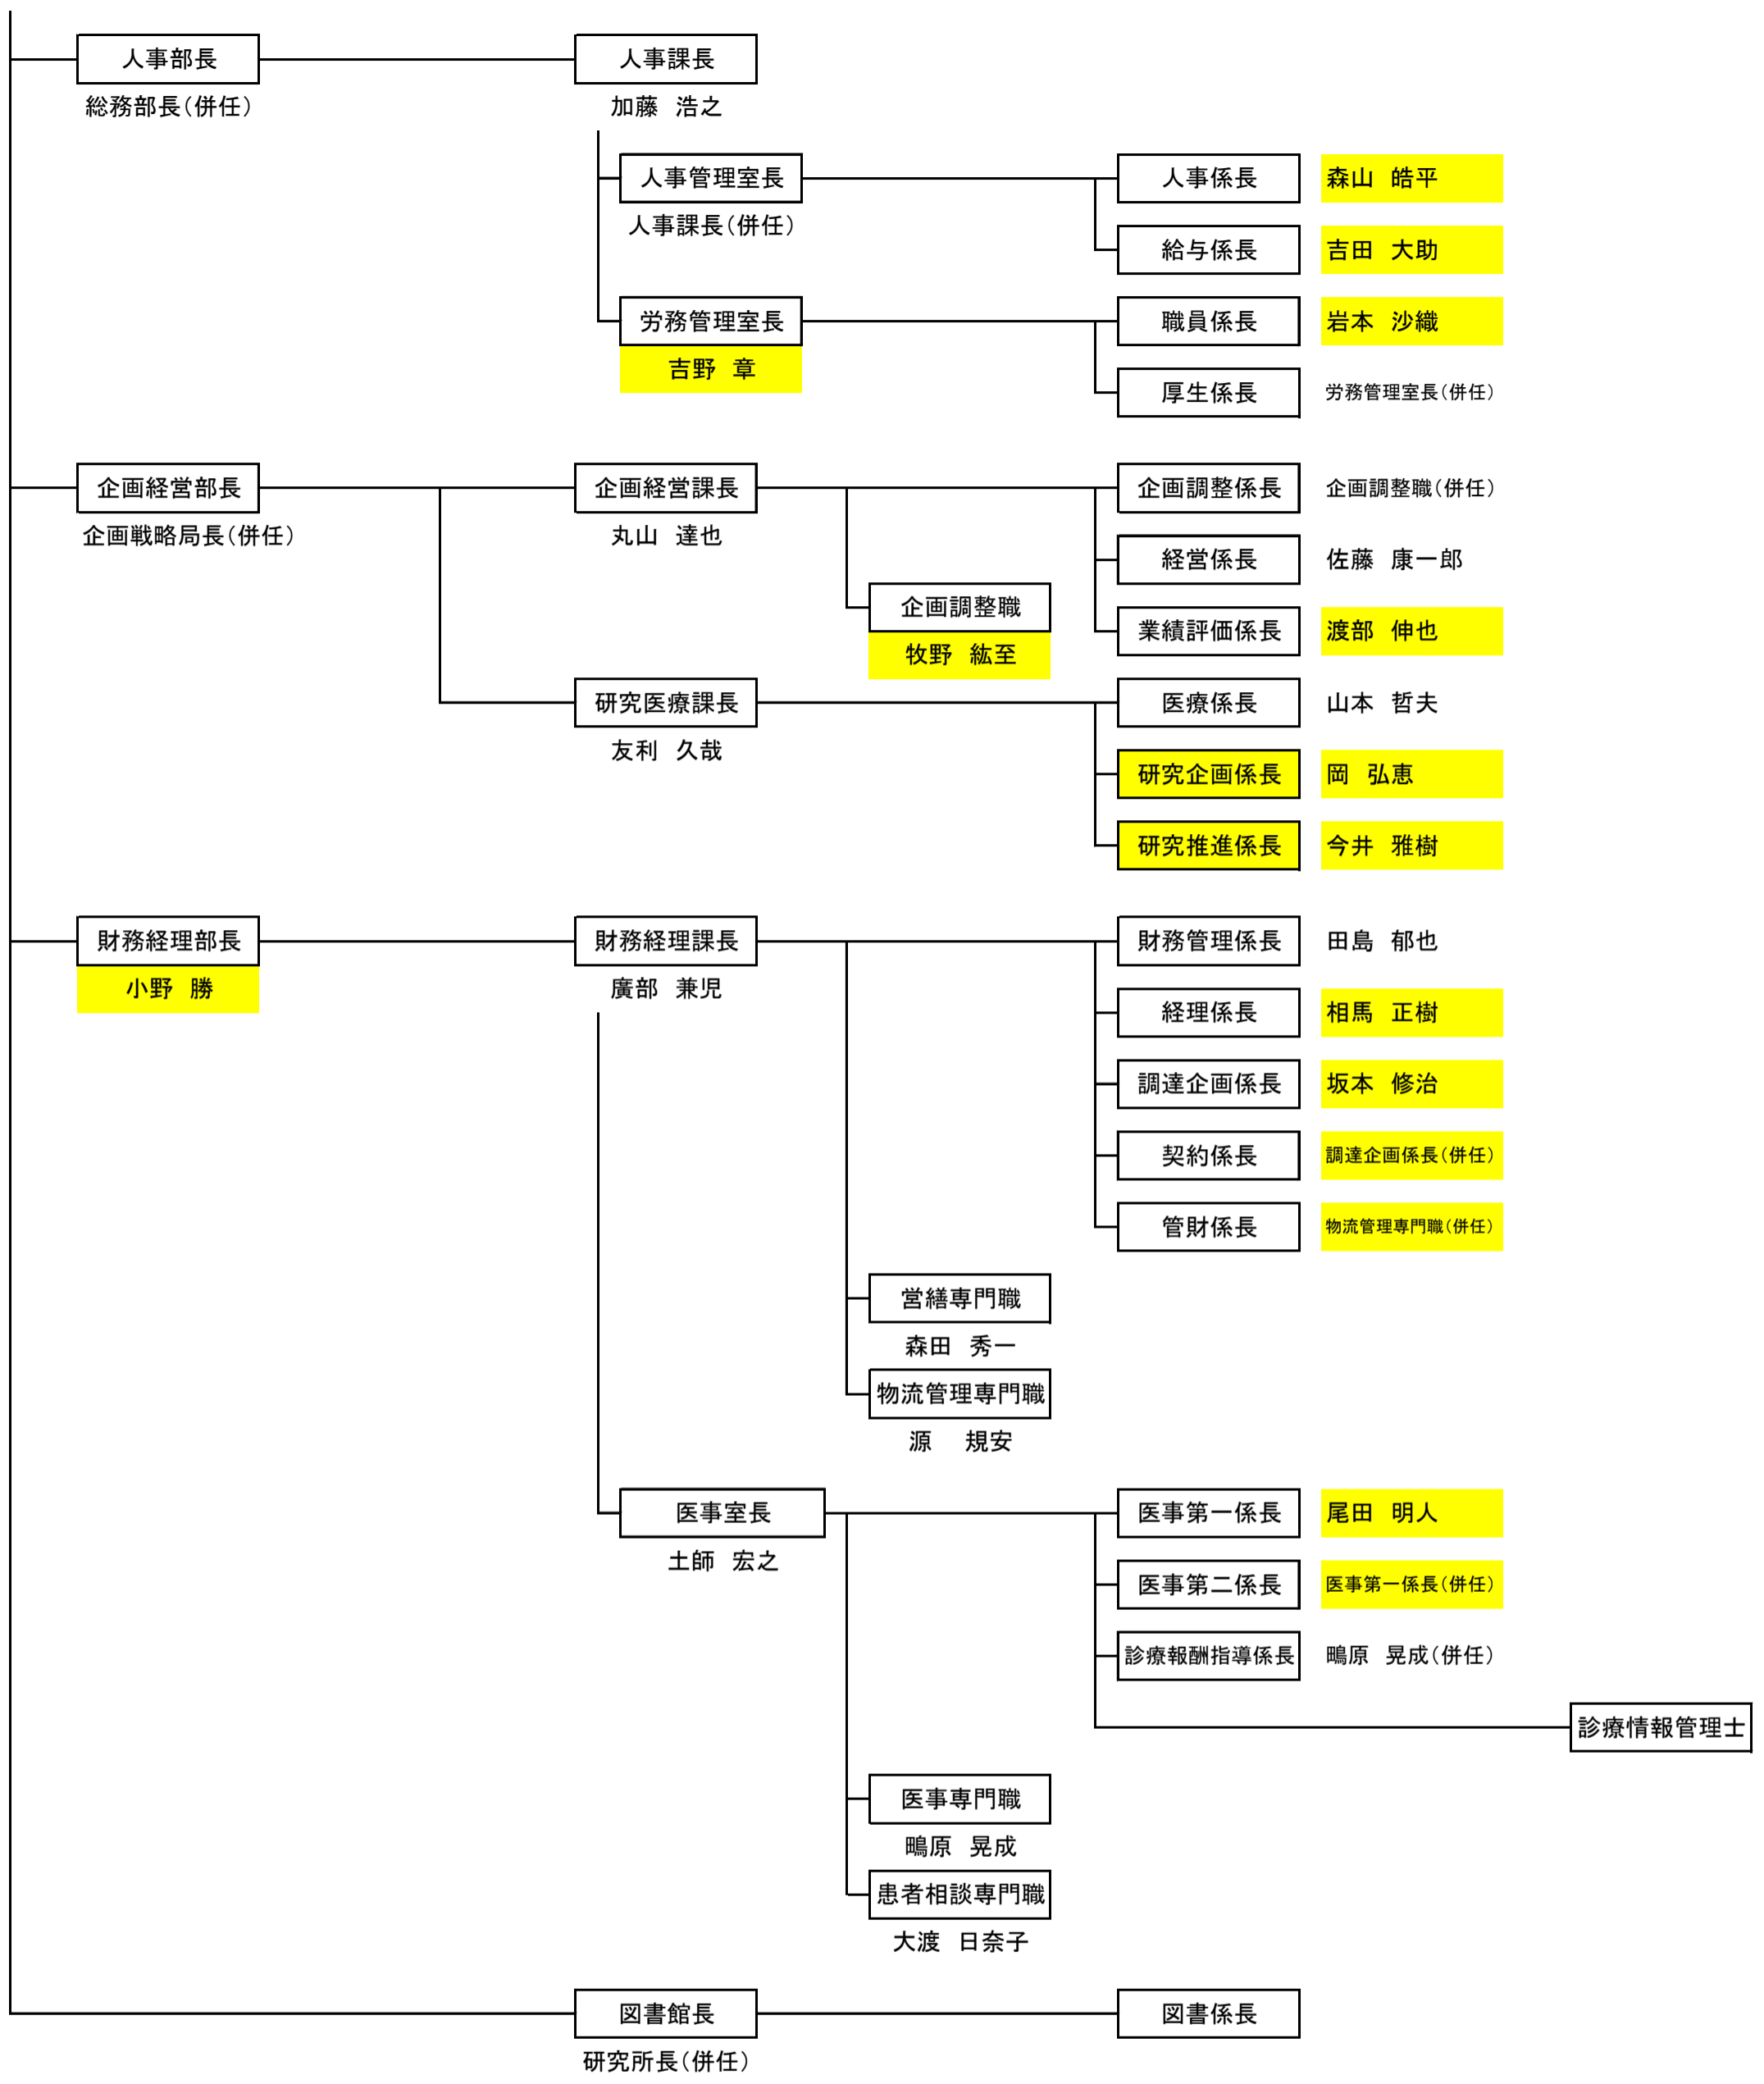 人事部長
総務部長（併任）
人事課長
加藤　浩之
人事管理室長
人事課長（併任）
人事係長　森山　皓平
給与係長　吉田　大助
労務管理室長
吉野　章
職員係長　岩本　沙織
厚生係長　労務管理室長（併任）
企画経営部長
企画戦略局長（併任）
企画経営課長
丸山　達也
企画調整係長　企画調整職（併任）
経営係長　佐藤　康一郎
企画調整職
牧野　紘至
業績評価係長　渡部　伸也
研究医療課長
友利　久哉
医療係長　山本　哲夫
研究企画係長　岡　弘恵
研究推進係長　今井　雅樹
財務経理部長
小野　勝
財務経理課長
廣部　兼児
財務管理係長　田島　郁也
経理係長　相馬　正樹
調達企画係長　坂本　修治
契約係長　調達企画係長（併任）
管財係長　物流管理専門職（併任）
営繕専門職
森田　秀一
物流管理専門職
源　規安
医事室長
土師　宏之
医事第一係長　尾田　明人
医事第二係長　医事第一係長（併任）
診療報酬指導係長　鴫原　晃成（併任）
診療情報管理士
医事専門職
鴫原　晃成
患者相談専門職
大渡　日奈子
図書館長
研究所長（併任）
図書係長